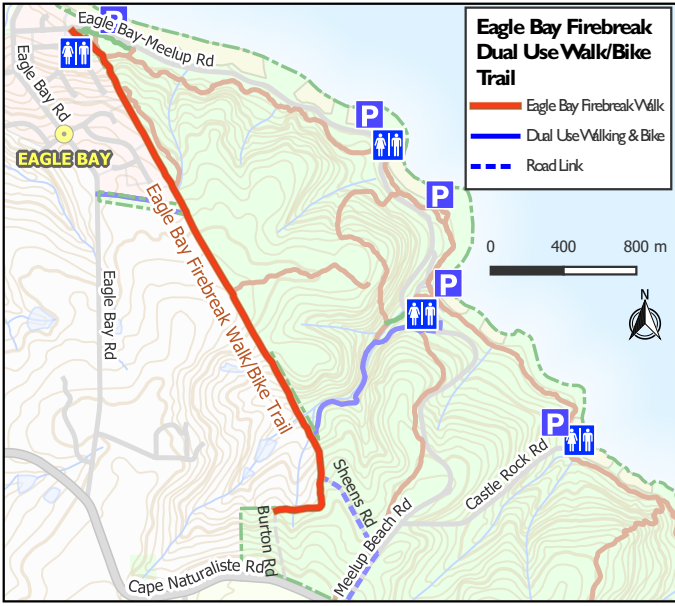 Eagle Bay Firebreak
Dual Use Walk/Bike
Trail
Eagle Bay Firebreak Walk
Dual Use Walking & Bike
Road Link
P
Eagle Bay-Meelup Rd
Eagle Bay Rd
EAGLE BAY
P
P
0 400 800 m
P
N
Eagle Bay Firebreak Walk/Bike Trail
Eagle Bay Rd
P
Castle Rock Rd
Sheens Rd
Meelup Beach Rd
Burton Rd
Cape Naturaliste Rd